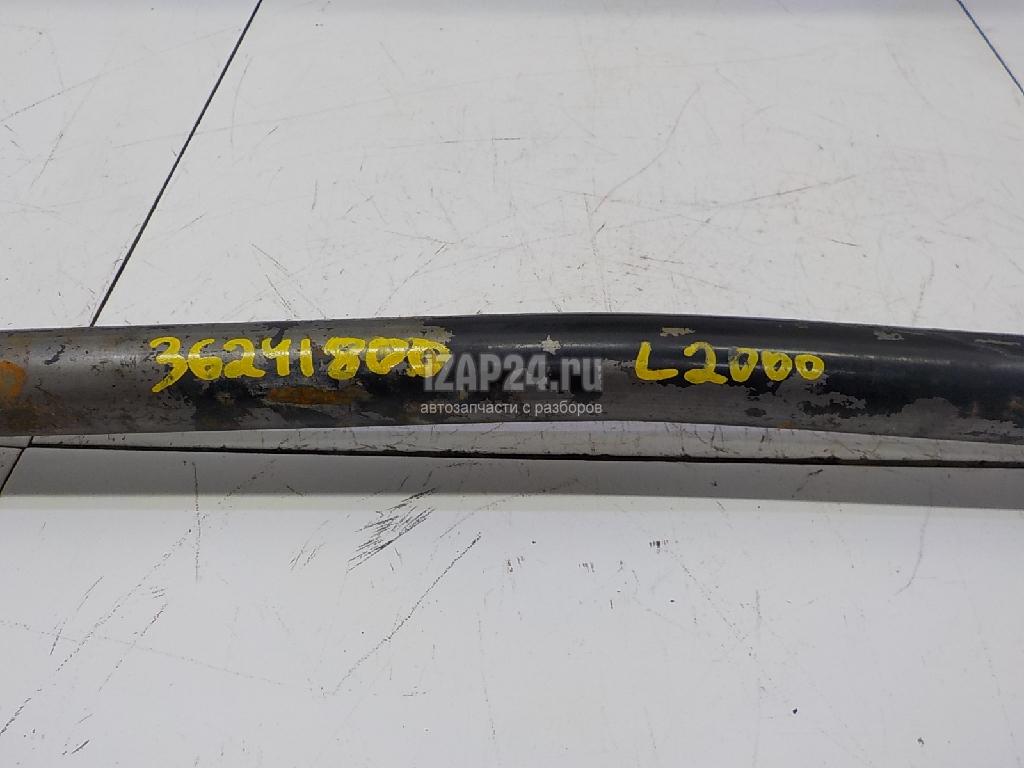 36241800 L2000
IZAP24.ru
автозапчасти с разборов